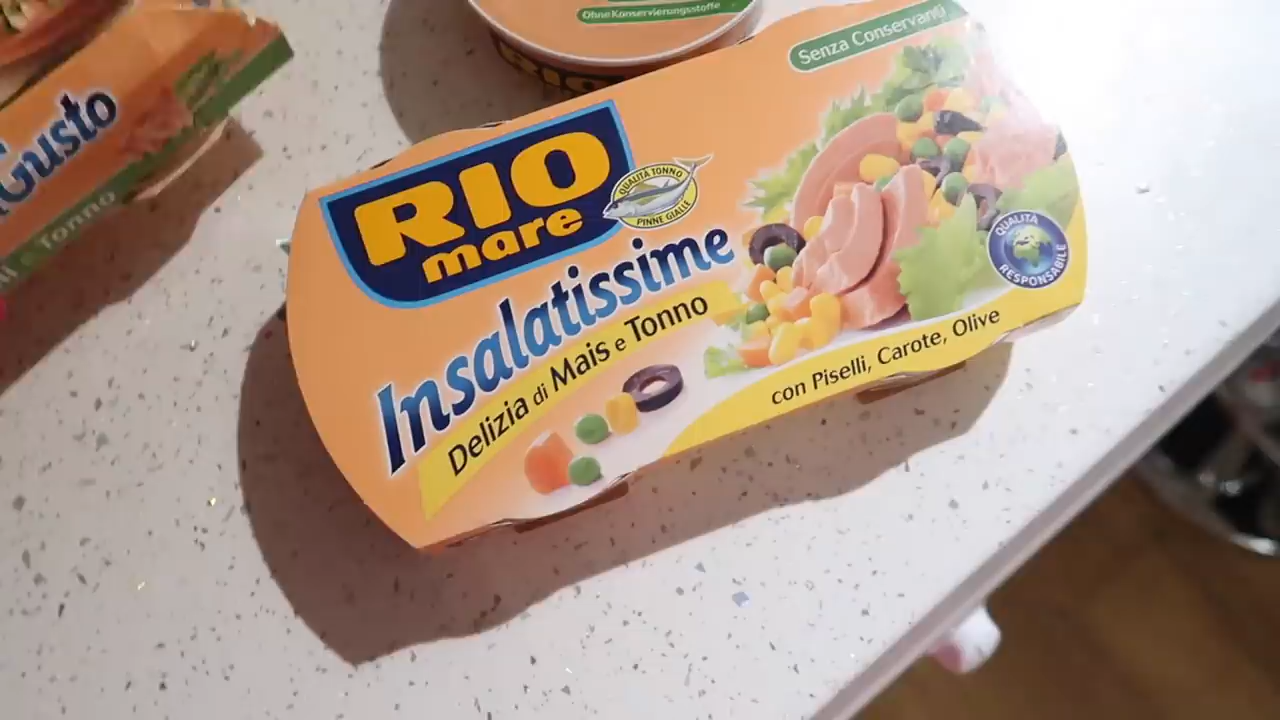 Ohne Konservierungsstoffe
Senza Conservanti
Gusto
e Tonno
RIO
mare
QUALITÀ TONNO
PINNE GIALLE
Insalatissime
Delizia di Mais e Tonno
con Piselli, Carote, Olive
QUALITÀ
RESPONSABILE